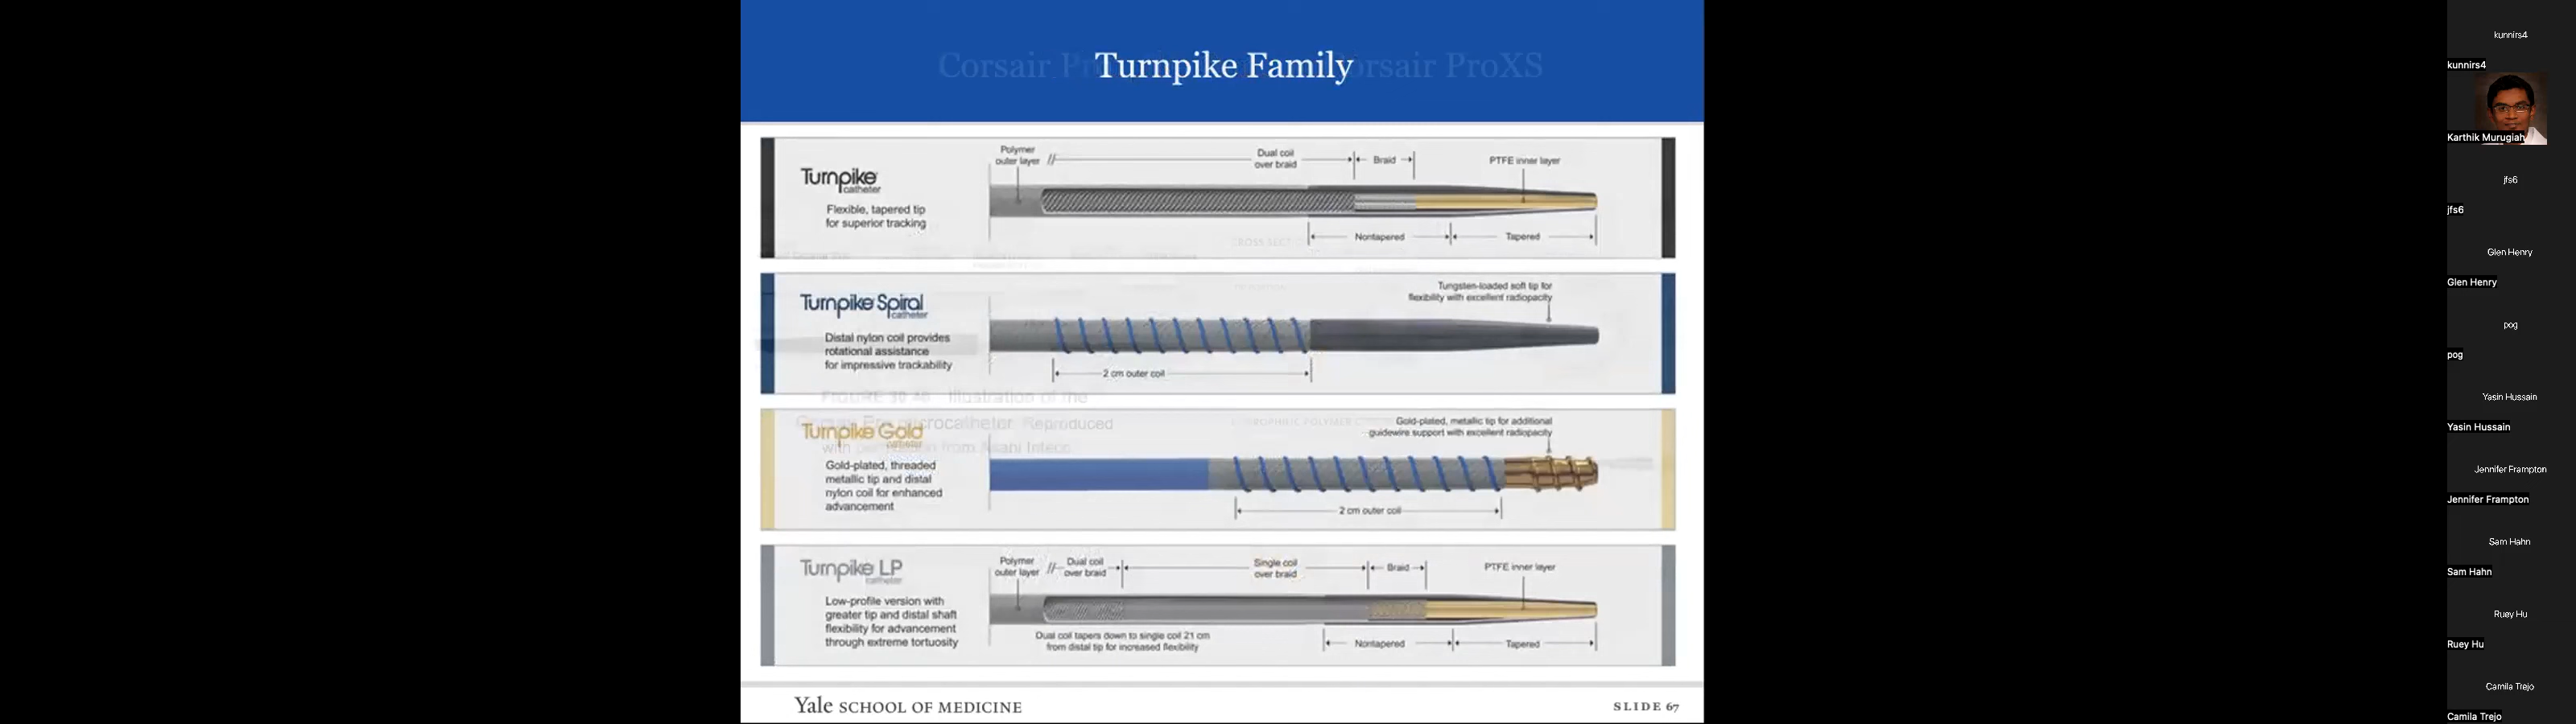 Turnpike Family
Corsair ProXS
Turnpike
catheter
Flexible, tapered tip
for superior tracking
Polymer
outer layer
Dual coil
over braid
Braid
PTFE inner layer
Nontapered
Tapered
Turnpike Spiral
catheter
Distal nylon coil provides
rotational assistance
for impressive trackability
2 cm outer coil
Tungsten-loaded soft tip for
flexibility with excellent radiopacity
Turnpike Gold
catheter
Gold-plated, threaded
metallic tip and distal
nylon coil for enhanced
advancement
2 cm outer coil
Gold-plated, metallic tip for additional
guidewire support with excellent radiopacity
Turnpike LP
catheter
Low-profile version with
greater tip and distal shaft
flexibility for advancement
through extreme tortuosity
Polymer
outer layer
Dual coil
over braid
Single coil
over braid
Braid
PTFE inner layer
Dual coil tapers down to single coil 21 cm
from distal tip for increased flexibility
Nontapered
Tapered
Yale SCHOOL OF MEDICINE
SLIDE 67
kunnirs4
kunnirs4
Karthik Murugiah
jfs6
jfs6
Glen Henry
Glen Henry
pog
pog
Yasin Hussain
Yasin Hussain
Jennifer Frampton
Jennifer Frampton
Sam Hahn
Sam Hahn
Ruey Hu
Ruey Hu
Camila Trejo
Camila Trejo